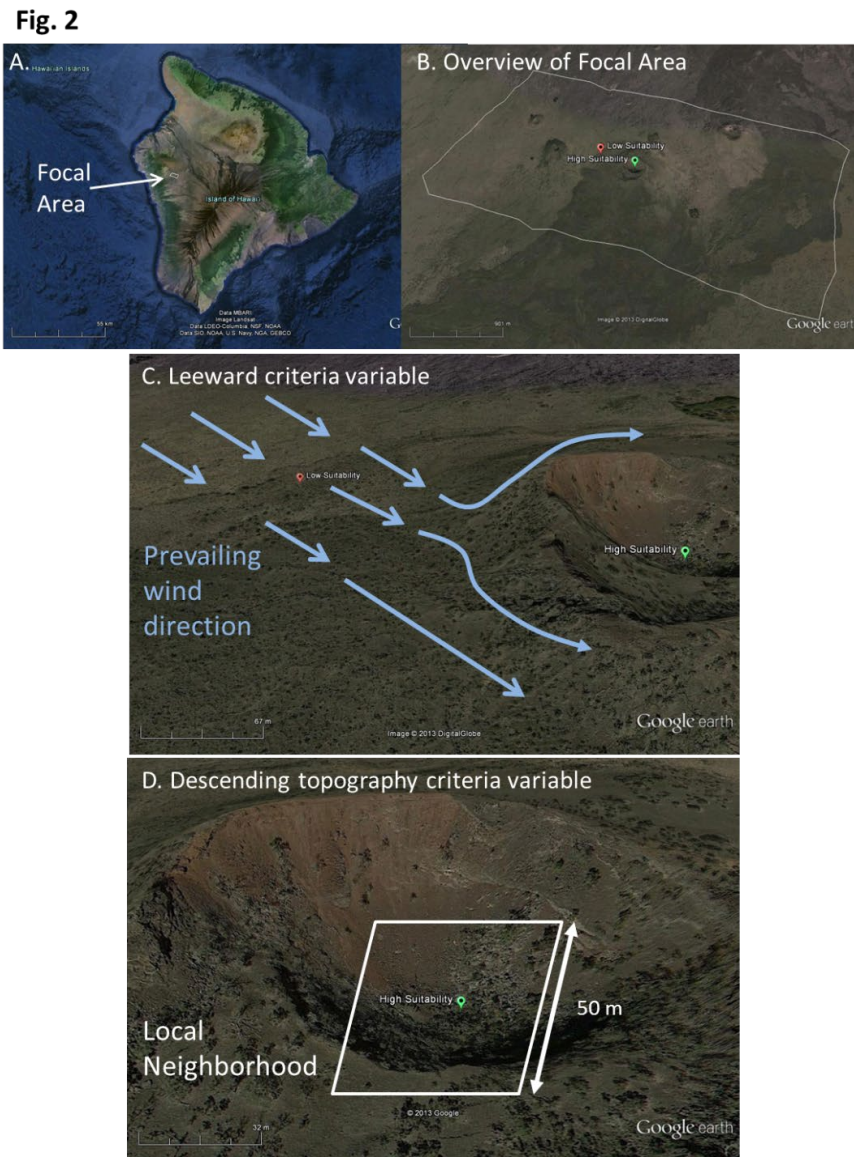 Fig. 2
A. Hawaiian Islands
Focal
Area
Island of Hawaii
Data MBARI
Image Landsat
Data LDEO-Columbia, NSF, NOAA
Data SIO, NOAA, U.S. Navy, NGA, GEBCO
55 km
G
B. Overview of Focal Area
Low Suitability
High Suitability
901 m
Image © 2013 DigitalGlobe
Google earth
C. Leeward criteria variable
Low Suitability
High Suitability
Prevailing
wind
direction
67 m
Image © 2013 DigitalGlobe
Google earth
D. Descending topography criteria variable
High Suitability
50 m
Local
Neighborhood
© 2013 Google
32 m
Google earth